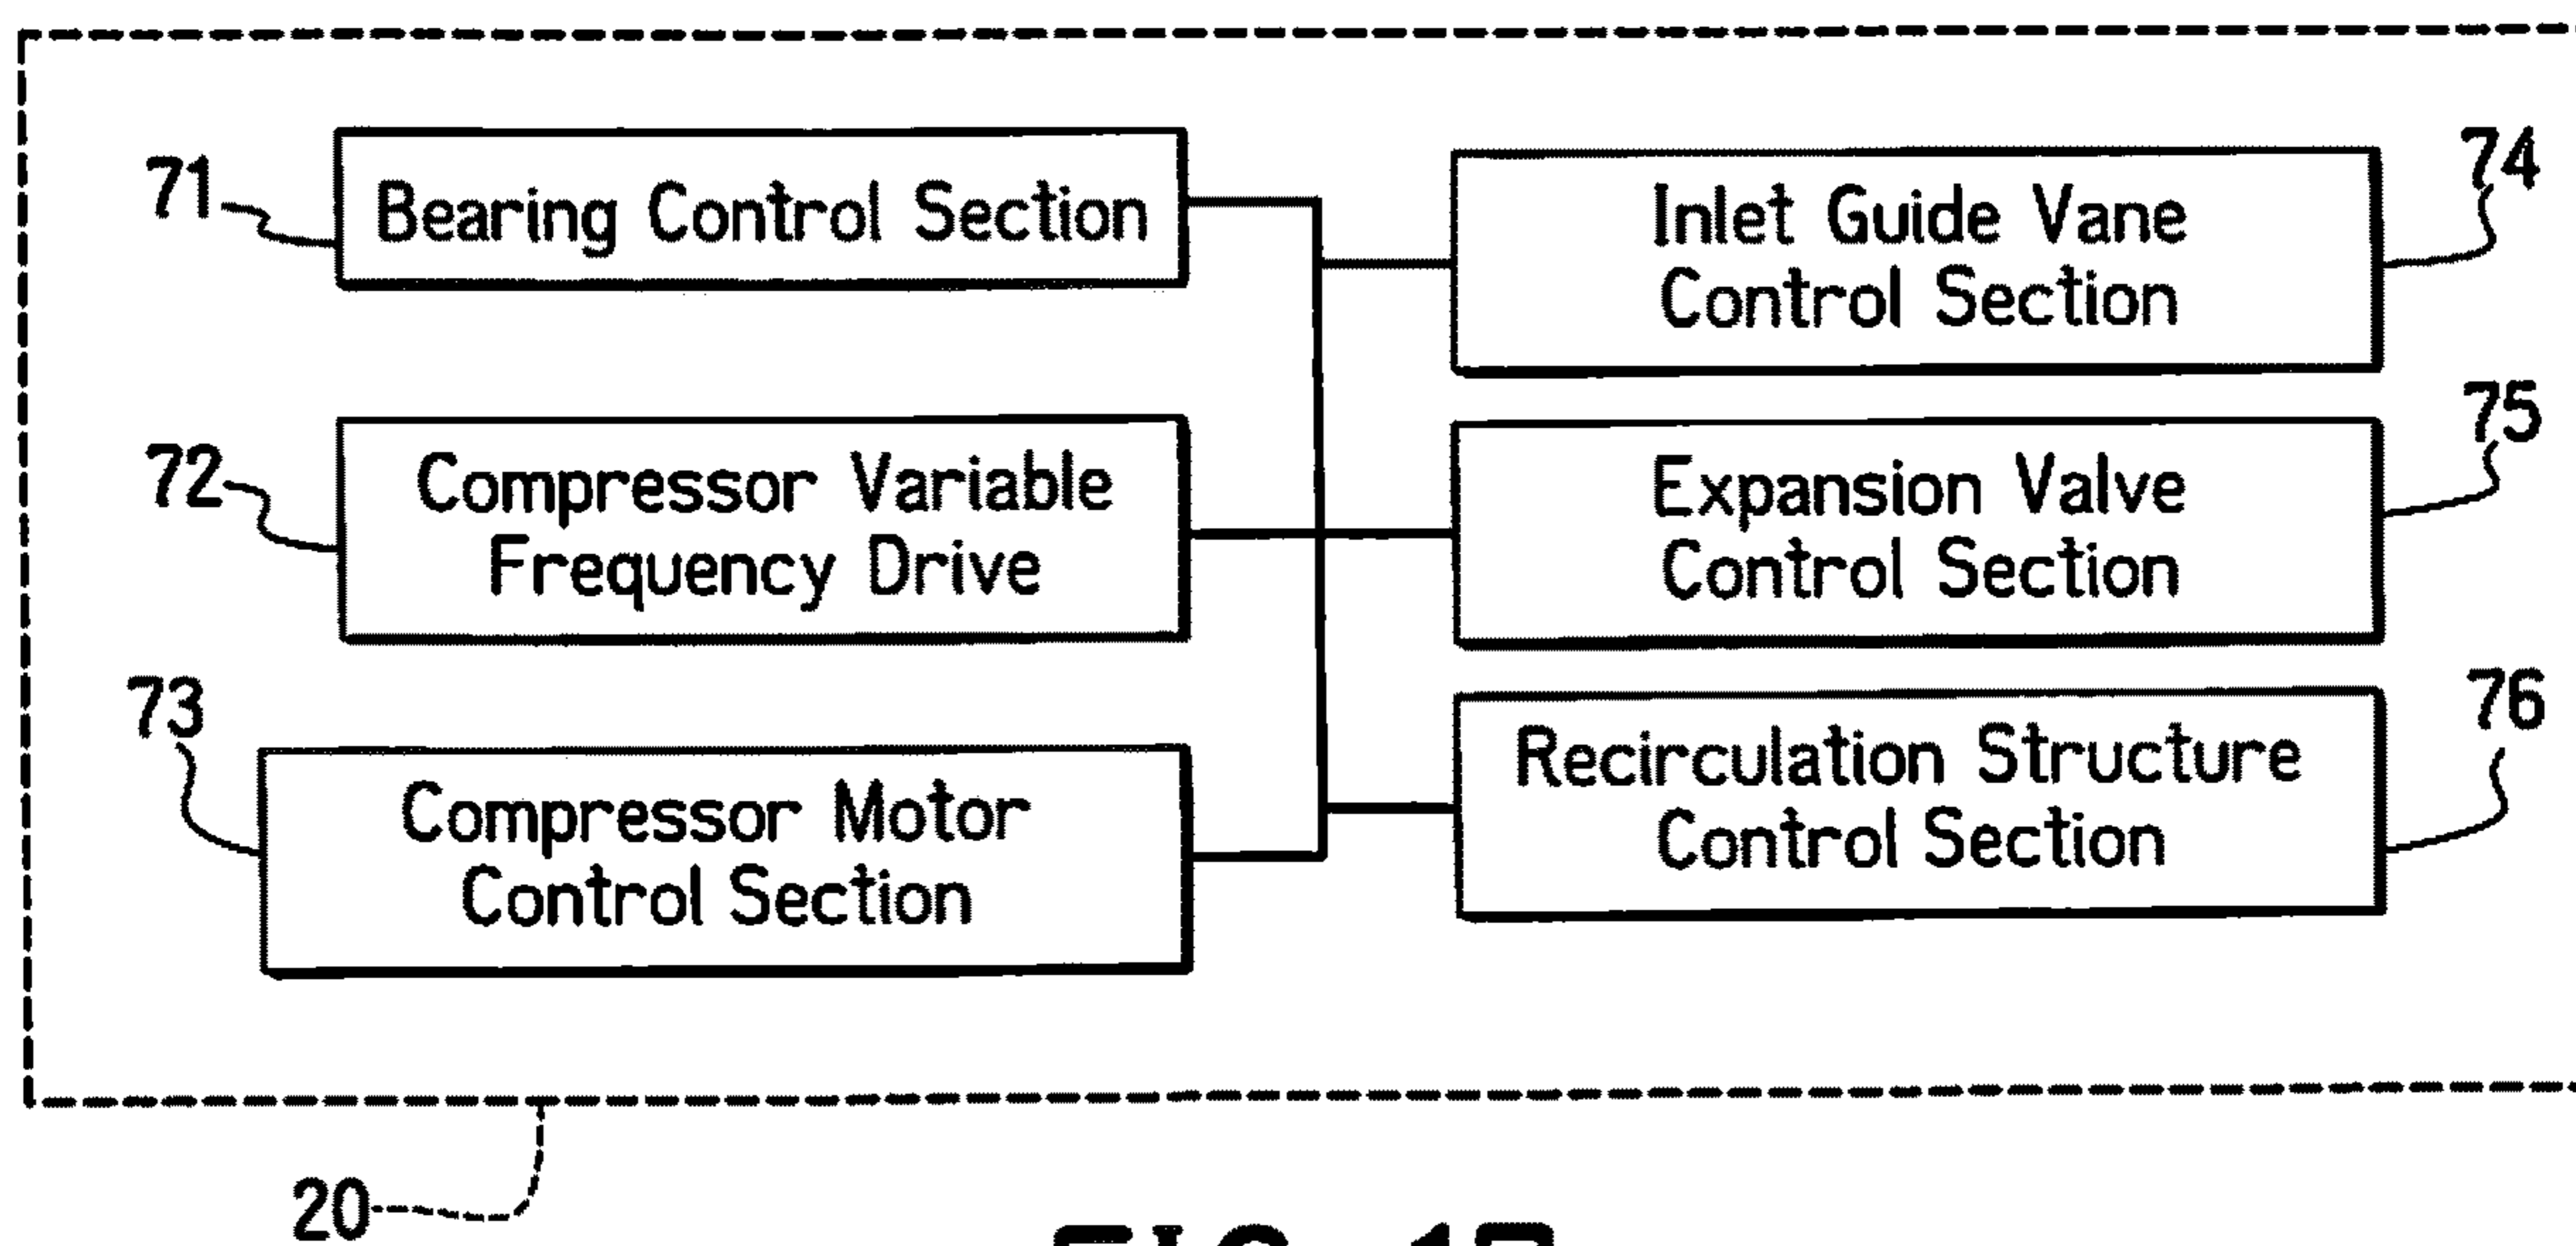 71
Bearing Control Section
72
Compressor Variable
Frequency Drive
73
Compressor Motor
Control Section
74
Inlet Guide Vane
Control Section
75
Expansion Valve
Control Section
76
Recirculation Structure
Control Section
20